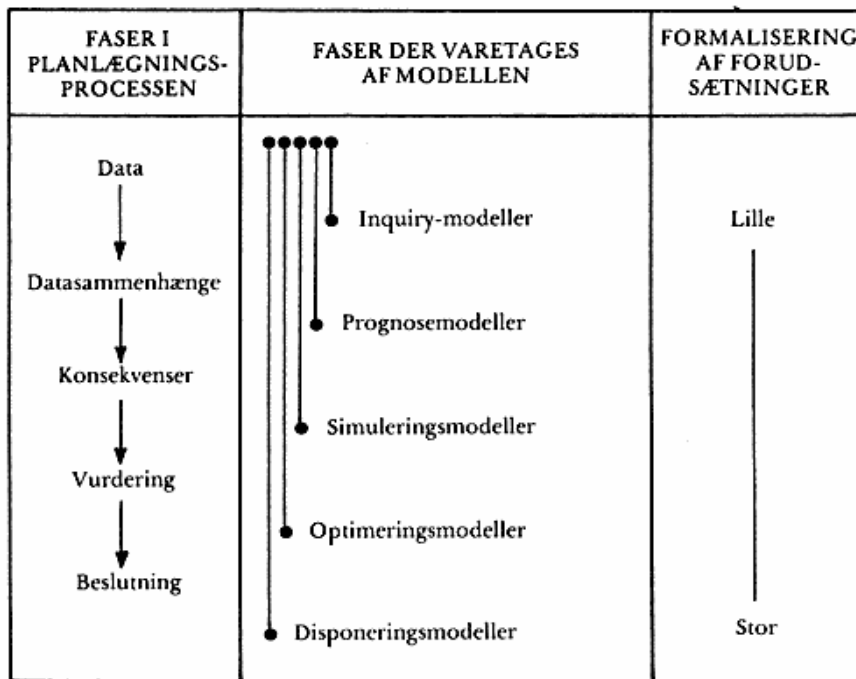 FASER I
PLANLÆGNINGS-
PROCESSEN
FASER DER VARETAGES
AF MODELLEN
FORMALISERING
AF FORUD-
SÆTNINGER
Data
Datasammenhænge
Konsekvenser
Vurdering
Beslutning
Inquiry-modeller
Prognosemodeller
Simuleringsmodeller
Optimeringsmodeller
Disponeringsmodeller
Lille
Stor